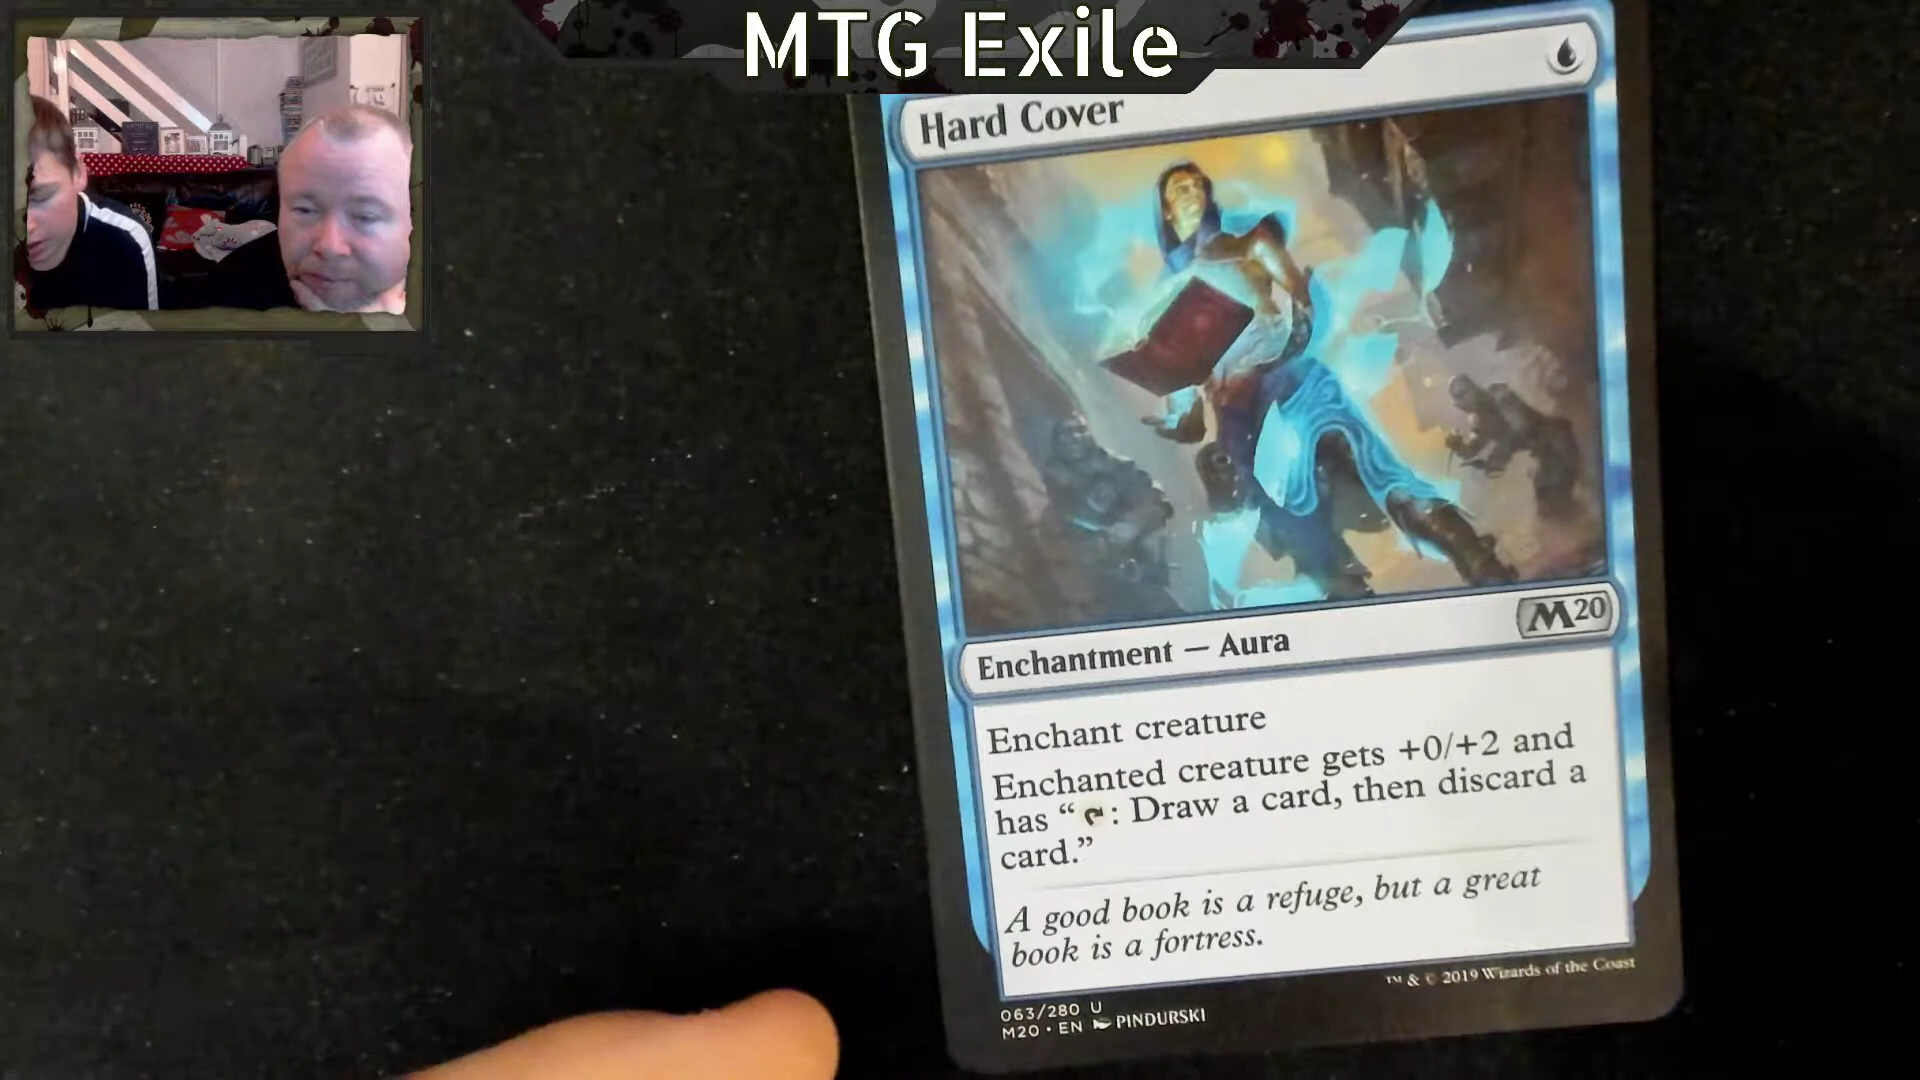 MTG Exile
Hard Cover
Enchantment — Aura
M20
Enchant creature
Enchanted creature gets +0/+2 and
has “ : Draw a card, then discard a
card.”
A good book is a refuge, but a great
book is a fortress.
™ & © 2019 Wizards of the Coast
063/280 U
M20 • EN PINDURSKI